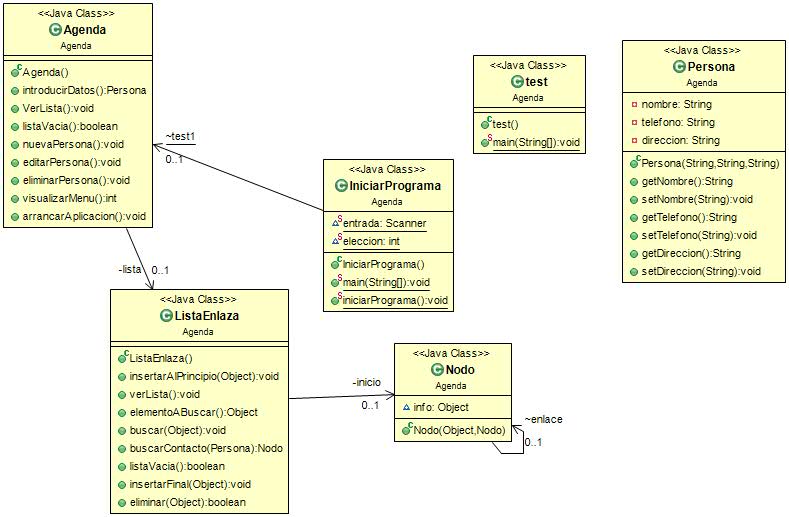 <<Java Class>>
Agenda
Agenda
Agenda()
introducirDatos():Persona
VerLista():void
listaVacia():boolean
nuevaPersona():void
editarPersona():void
eliminarPersona():void
visualizarMenu():int
arrancarAplicacion():void
~test1
0..1
<<Java Class>>
IniciarPrograma
Agenda
entrada: Scanner
eleccion: int
IniciarPrograma()
main(String[]):void
iniciarPrograma():void
<<Java Class>>
test
Agenda
test()
main(String[]):void
<<Java Class>>
Persona
Agenda
nombre: String
telefono: String
direccion: String
Persona(String,String,String)
getNombre():String
setNombre(String):void
getTelefono():String
setTelefono(String):void
getDireccion():String
setDireccion(String):void
-lista
0..1
<<Java Class>>
ListaEnlaza
Agenda
ListaEnlaza()
insertarAlPrincipio(Object):void
verLista():void
elementoABuscar():Object
buscar(Object):void
buscarContacto(Persona):Nodo
listaVacia():boolean
insertarFinal(Object):void
eliminar(Object):boolean
-inicio
0..1
<<Java Class>>
Nodo
Agenda
info: Object
Nodo(Object,Nodo)
~enlace
0..1